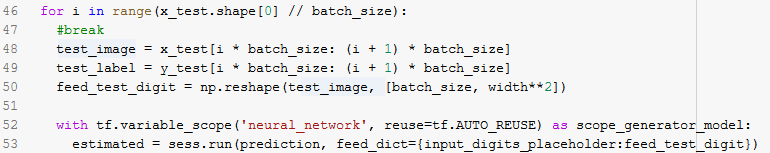 46 for i in range(x_test.shape[0] // batch_size):
47   #break
48   test_image = x_test[i * batch_size: (i + 1) * batch_size]
49   test_label = y_test[i * batch_size: (i + 1) * batch_size]
50   feed_test_digit = np.reshape(test_image, [batch_size, width**2])
51
52   with tf.variable_scope('neural_network', reuse=tf.AUTO_REUSE) as scope_generator_model:
53     estimated = sess.run(prediction, feed_dict={input_digits_placeholder:feed_test_digit})